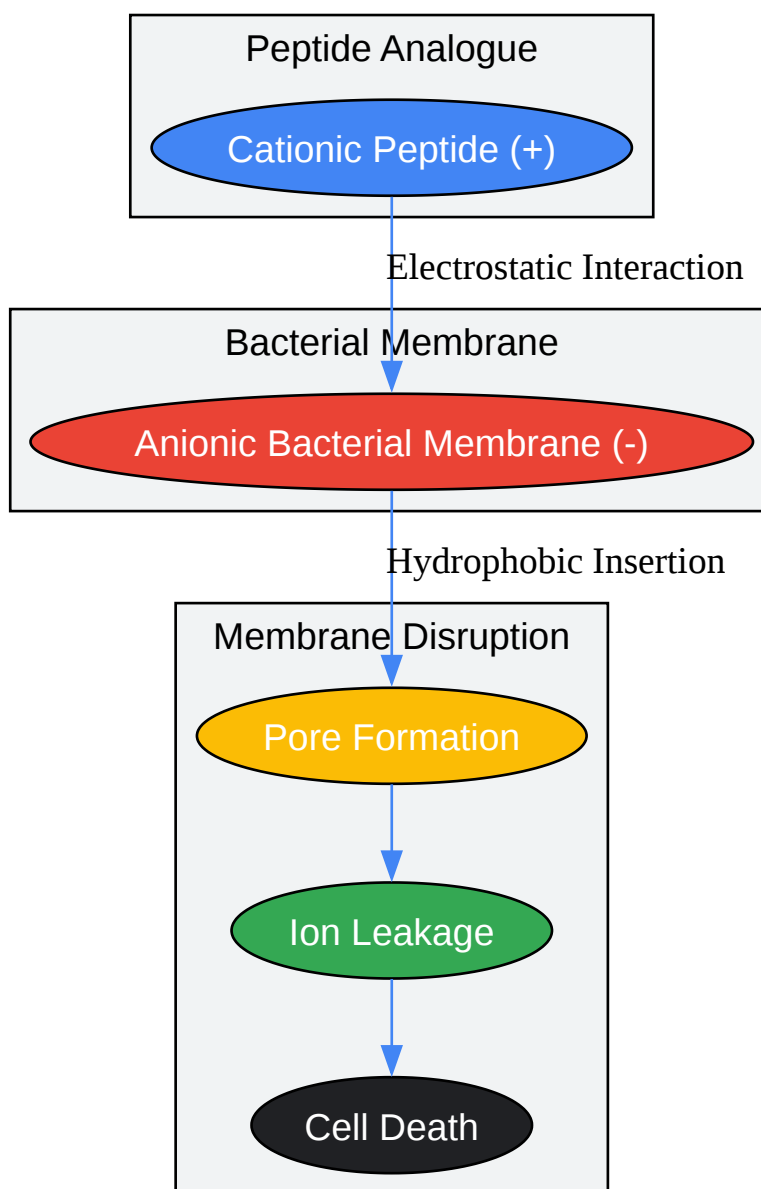 Peptide Analogue
Cationic Peptide (+)
Electrostatic Interaction
Bacterial Membrane
Anionic Bacterial Membrane (-)
Hydrophobic Insertion
Membrane Disruption
Pore Formation
Ion Leakage
Cell Death